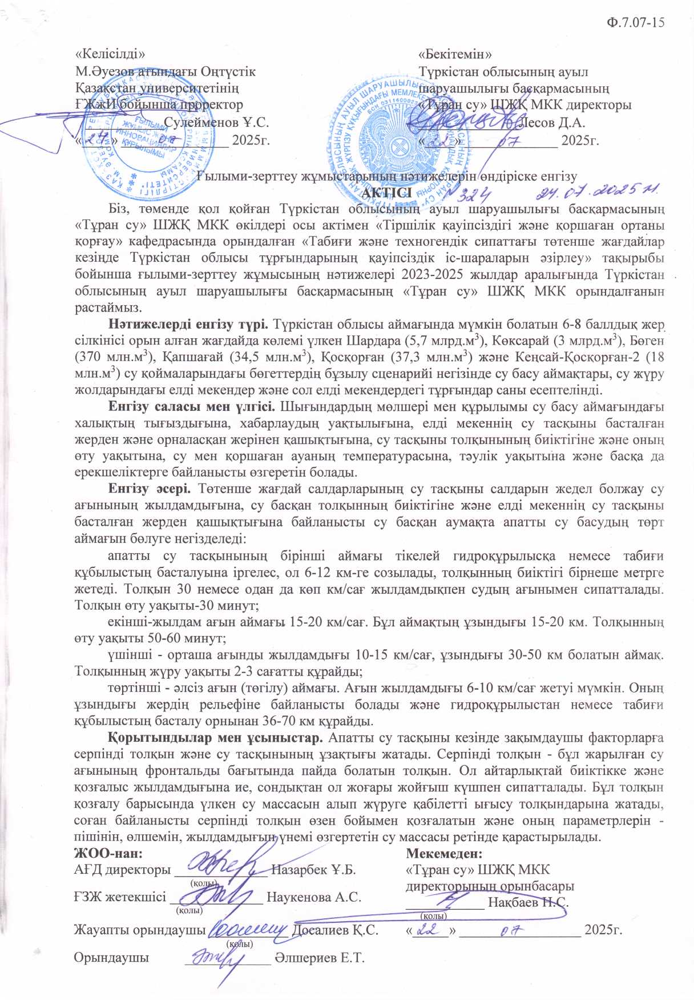 Ф.7.07-15
«Келісілді»
М.Әуезов атындағы Оңтүстік
Қазақстан университетінің
ҒЖжИ бойынша проректор
Сулейменов Ұ.С.
«24» 07 2025г.
«Бекітемін»
Түркістан облысының ауыл
шаруашылығы басқармасының
«Тұран су» ШЖҚ МКК директоры
Лесов Д.А.
«22» 07 2025г.
Ғылыми-зерттеу жұмыстарының нәтижелерін өндіріске енгізу
АКТІСІ №324 24.07.2025
Біз, төменде қол қойған Түркістан облысының ауыл шаруашылығы басқармасының
«Тұран су» ШЖҚ МКК өкілдері осы актімен «Тіршілік қауіпсіздігі және қоршаған ортаны
қорғау» кафедрасында орындалған «Табиғи және техногендік сипаттағы төтенше жағдайлар
кезіңде Түркістан облысы тұрғындарының қауіпсіздік іс-шараларын әзірлеу» тақырыбы
бойынша ғылыми-зерттеу жұмысының нәтижелері 2023-2025 жылдар аралығында Түркістан
облысының ауыл шаруашылығы басқармасының «Тұран су» ШЖҚ МКК орындалғанын
растаймыз.
Нәтижелерді енгізу түрі. Түркістан облысы аймағында мүмкін болатын 6-8 баллдық жер
сілкінісі орын алған жағдайда көлемі үлкен Шардара (5,7 млрд.м³), Көксарай (3 млрд.м³), Бөген
(370 млн.м³), Қапшағай (34,5 млн.м³), Қосқорған (37,3 млн.м³) және Кеңсай-Қосқорған-2 (18
млн.м³) су қоймаларындағы бөгеттердің бұзылу сценарийі негізінде су басу аймақтары, су жүру
жолдарындағы елді мекендер және сол елді мекендердегі тұрғындар саны есептелінді.
Енгізу саласы мен үлгісі. Шығындардың мөлшері мен құрылымы су басу аймағындағы
халықтың тығыздығына, хабарлаудың уақтылығына, елді мекеннің су тасқыны басталған
жерден және орналасқан жерінен қашықтығына, су тасқыны толқынының биіктігіне және оның
өту уақытына, су мен қоршаған ауаның температурасына, тәулік уақытына және басқа да
ерекшеліктерге байланысты өзгеретін болады.
Енгізу әсері. Төтенше жағдай салдарларының су тасқыны салдарын жедел болжау су
ағынының жылдамдығына, су басқан толқынның биіктігіне және елді мекеннің су тасқыны
басталған жерден қашықтығына байланысты су басқан аумақта апатты су басудың төрт
аймағын бөлуге негізделеді:
апатты су тасқынының бірінші аймағы тікелей гидроқұрылысқа немесе табиғи
құбылыстың басталуына іргелес, ол 6-12 км-ге созылады, толқынның биіктігі бірнеше метрге
жетеді. Толқын 30 немесе одан да көп км/сағ жылдамдықпен судың ағынымен сипатталады.
Толқын өту уақыты-30 минут;
екінші-жылдам ағын аймағы 15-20 км/сағ. Бұл аймақтың ұзындығы 15-20 км. Толқынның
өту уақыты 50-60 минут;
үшінші - орташа ағынды жылдамдығы 10-15 км/сағ, ұзындығы 30-50 км болатын аймақ.
Толқынның жүру уақыты 2-3 сағатты құрайды;
төртінші - әлсіз ағын (төгілу) аймағы. Ағын жылдамдығы 6-10 км/сағ жетуі мүмкін. Оның
ұзындығы жердің рельефіне байланысты болады және гидроқұрылыстан немесе табиғи
құбылыстың басталу орнынан 36-70 км құрайды.
Қорытындылар мен ұсыныстар. Апатты су тасқыны кезінде зақымдаушы факторларға
серпінді толқын және су тасқынының ұзақтығы жатады. Серпінді толқын - бұл жарылған су
ағынының фронтальды бағытында пайда болатын толқын. Ол айтарлықтай биіктікке және
қозғалыс жылдамдығына ие, сондықтан ол жоғары жойғыш күшпен сипатталады. Бұл толқын
қозғалу барысында үлкен су массасын алып жүруге қабілетті ығысу толқындарына жатады,
соған байланысты серпінді толқын өзен бойымен қозғалатын және оның параметрлерін -
пішінін, өлшемін, жылдамдығын үнемі өзгертетін су массасы ретінде қарастырылады.
ЖОО-нан:
АҒД директоры Назарбек Ұ.Б.
(қолы)
ҒЗЖ жетекшісі Наукенова А.С.
(қолы)
Жауапты орындаушы Досалиев Қ.С.
(қолы)
Орындаушы Әлшериев Е.Т.
Мекемеден:
«Тұран су» ШЖҚ МКК
директорының орынбасары
Нақбаев Н.С.
(қолы)
«22» 07 2025г.